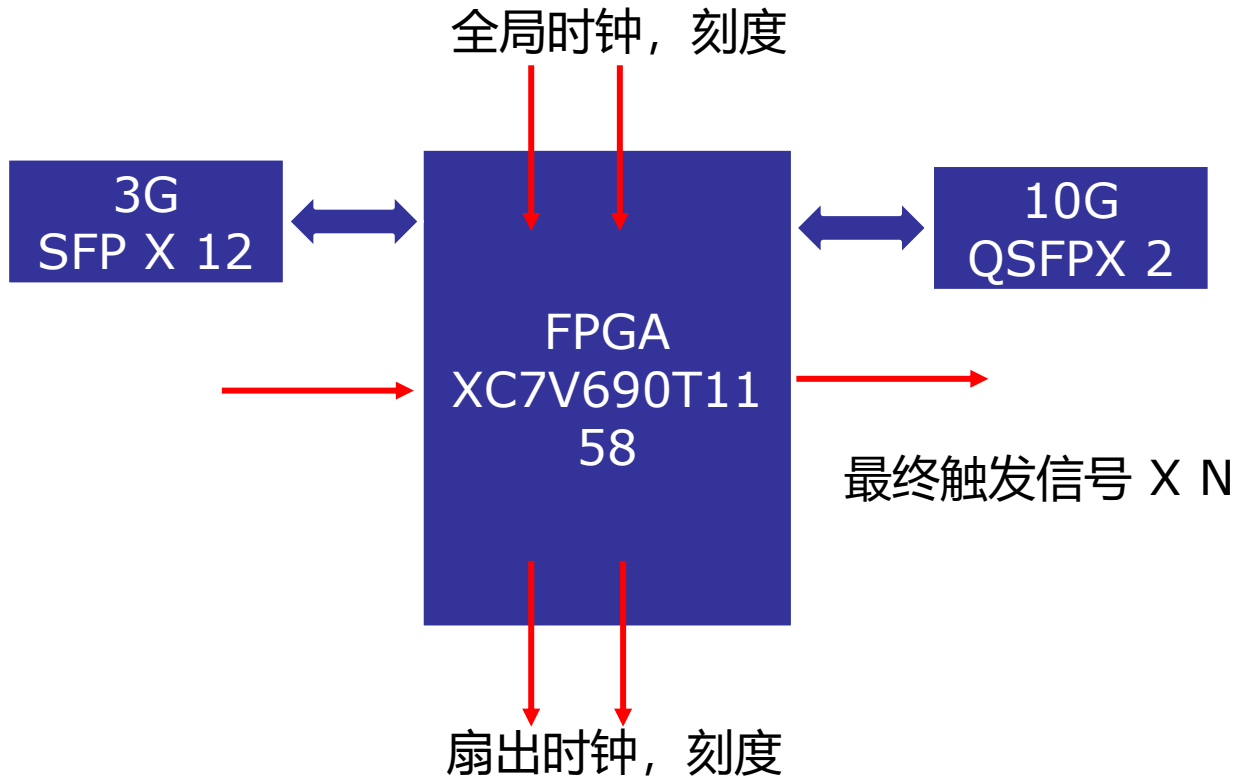 全局时钟，刻度
3G
SFP X 12
10G
QSFPX 2
FPGA
XC7V690T11
58
最终触发信号 X N
扇出时钟，刻度